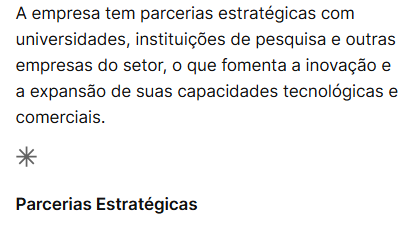 A empresa tem parcerias estratégicas com
universidades, instituições de pesquisa e outras
empresas do setor, o que fomenta a inovação e
a expansão de suas capacidades tecnológicas e
comerciais.
Parcerias Estratégicas